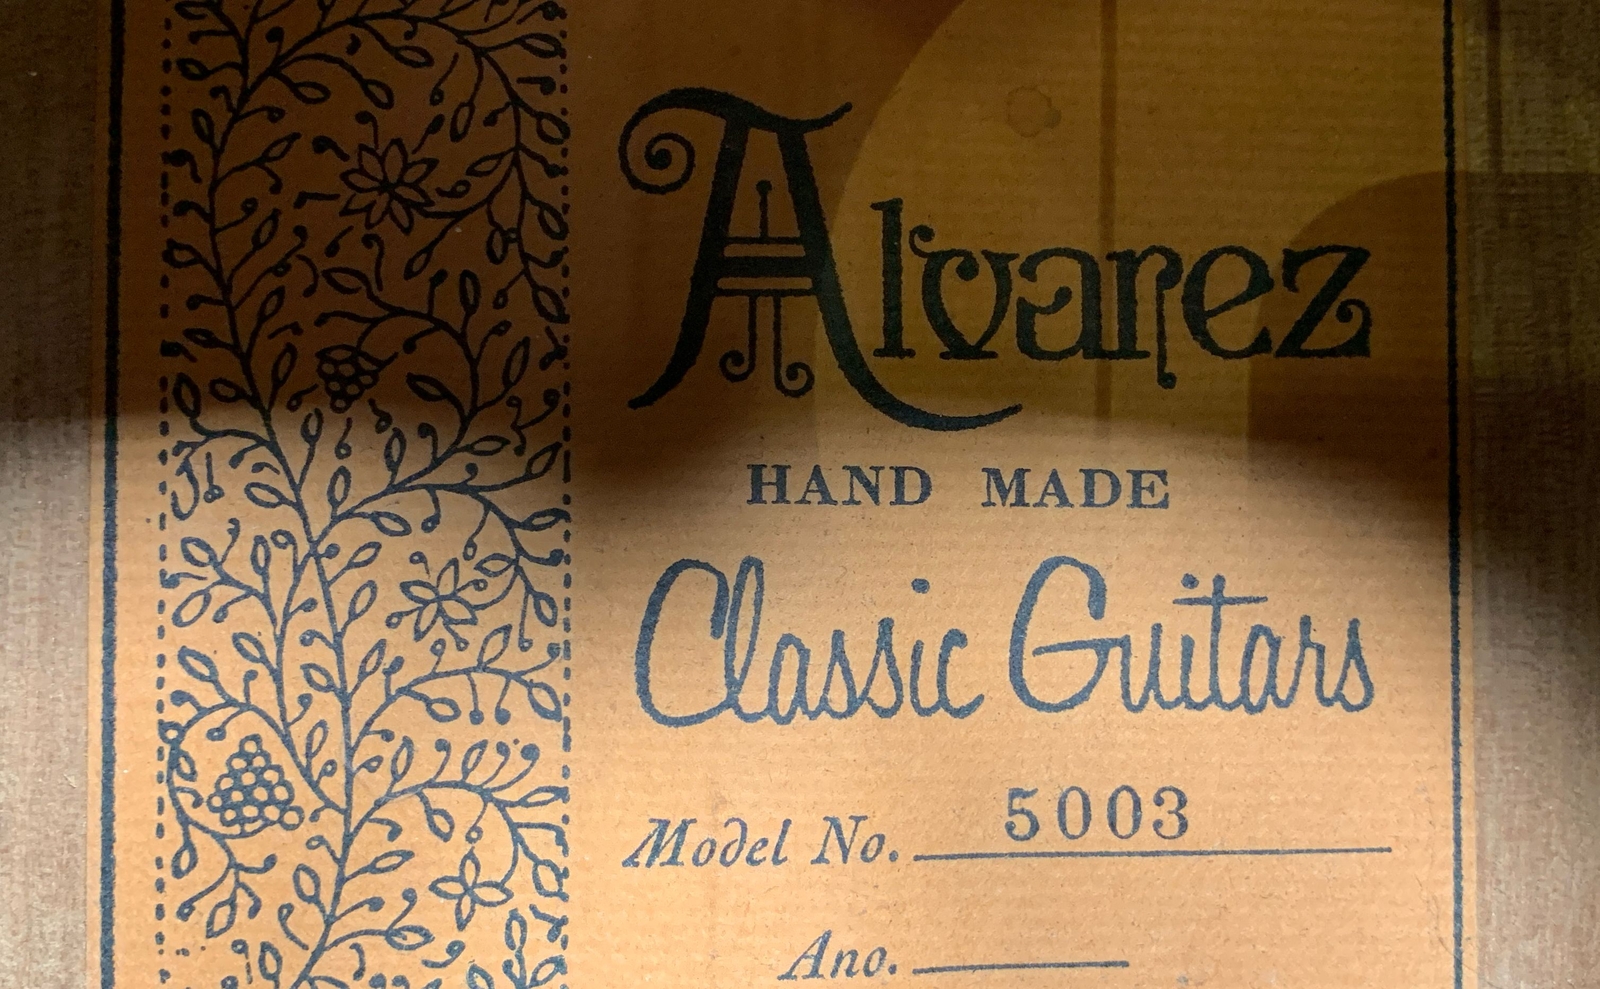 Alvarez
HAND MADE
Classic Guitars
Model No. 5003
Ano.